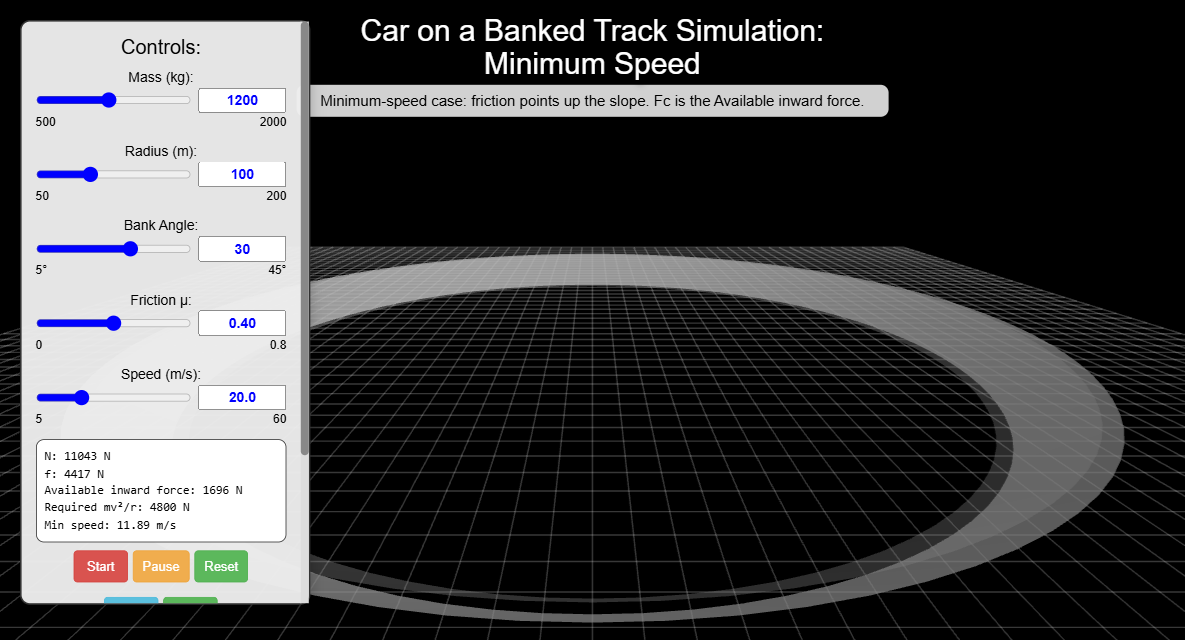 Car on a Banked Track Simulation:
Minimum Speed
Minimum-speed case: friction points up the slope. Fc is the Available inward force.
Controls:
Mass (kg):
1200
500 2000
Radius (m):
100
50 200
Bank Angle:
30
5° 45°
Friction μ:
0.40
0 0.8
Speed (m/s):
20.0
5 60
N: 11043 N
f: 4417 N
Available inward force: 1696 N
Required mv²/r: 4800 N
Min speed: 11.89 m/s
Start Pause Reset